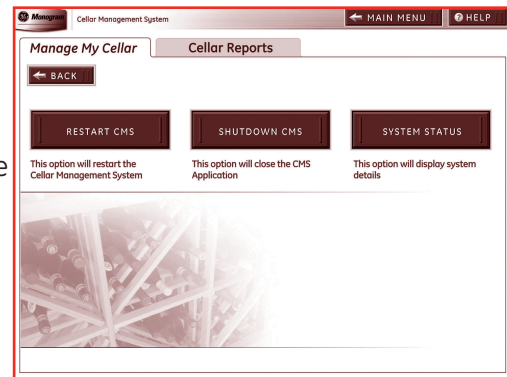 Monogram Cellar Management System MAIN MENU HELP
Manage My Cellar Cellar Reports
BACK
RESTART CMS SHUTDOWN CMS SYSTEM STATUS
This option will restart the This option will close the CMS This option will display system
Cellar Management System Application details
e